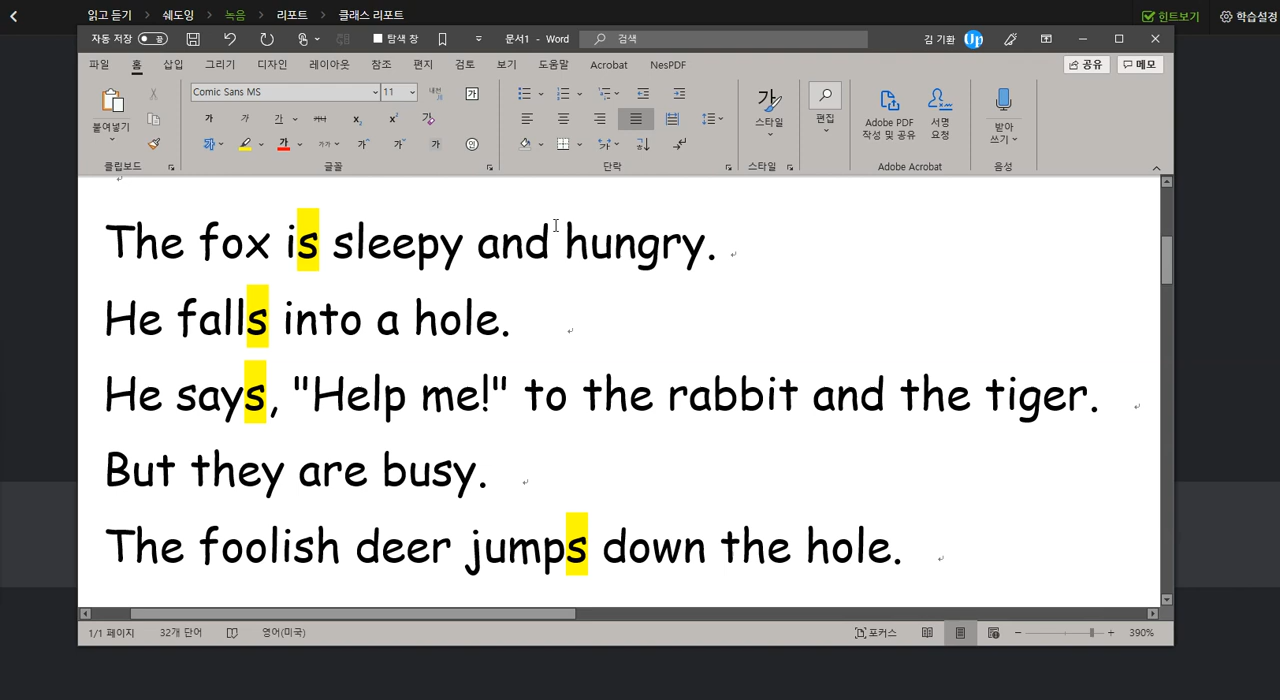 읽고 듣기 > 쉐도잉 > 녹음 > 리포트 > 클래스 리포트
힌트보기 학습설정
자동 저장 끔 탐색 창 문서1 - Word 검색 김 기환 Up
파일 홈 삽입 그리기 디자인 레이아웃 참조 편지 검토 보기 도움말 Acrobat NesPDF 공유 메모
Comic Sans MS 11
붙여넣기 스타일 편집 Adobe PDF 작성 및 공유 서명 요청 받아쓰기
클립보드 글꼴 단락 스타일 Adobe Acrobat 음성
The fox is sleepy and hungry.
He falls into a hole.
He says, "Help me!" to the rabbit and the tiger.
But they are busy.
The foolish deer jumps down the hole.
1/1 페이지 32개 단어 영어(미국) 포커스 390%